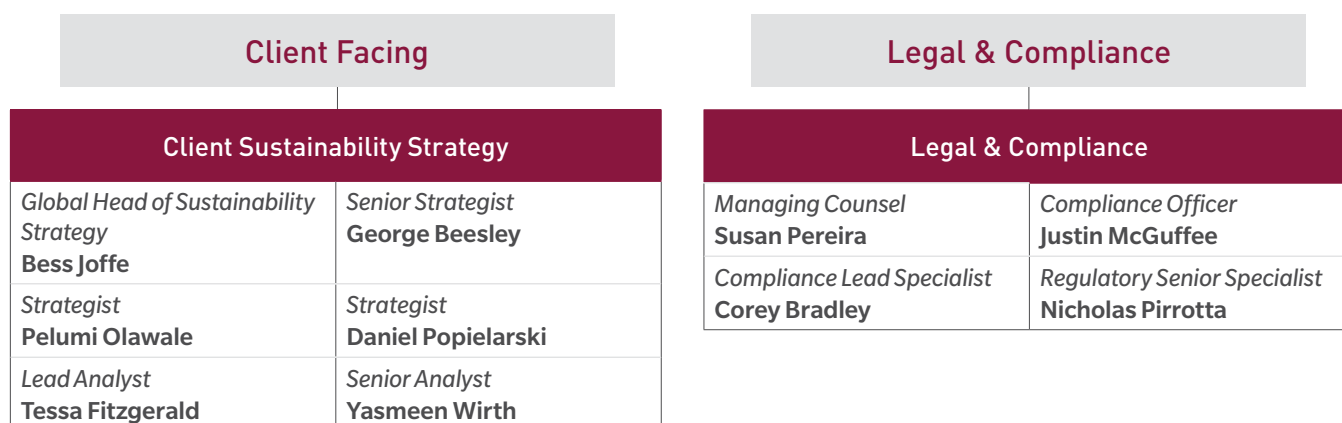 Client Facing
Client Sustainability Strategy
Global Head of Sustainability
Strategy
Bess Joffe
Senior Strategist
George Beesley
Strategist
Pelumi Olawale
Strategist
Daniel Popielarski
Lead Analyst
Tessa Fitzgerald
Senior Analyst
Yasmeen Wirth
Legal & Compliance
Legal & Compliance
Managing Counsel
Susan Pereira
Compliance Officer
Justin McGuffee
Compliance Lead Specialist
Corey Bradley
Regulatory Senior Specialist
Nicholas Pirrotta